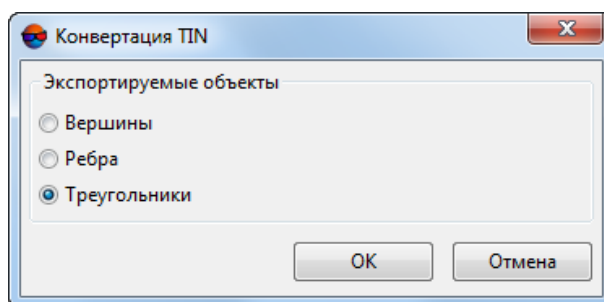 Конвертация TIN
Экспортируемые объекты
Вершины
Ребра
Треугольники
OK
Отмена